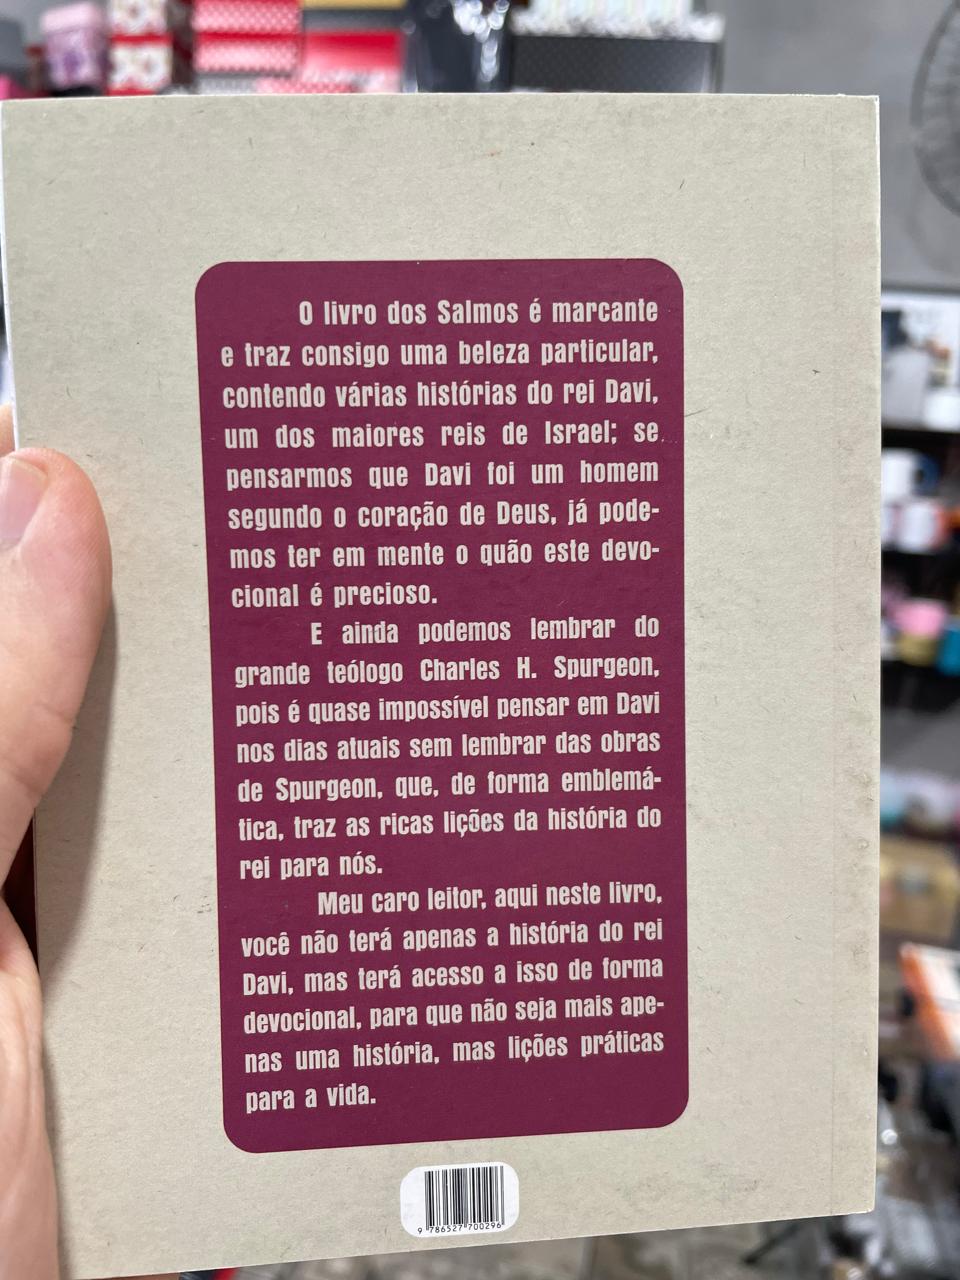 O livro dos Salmos é marcante
e traz consigo uma beleza particular,
contendo várias histórias do rei Davi,
um dos maiores reis de Israel; se
pensarmos que Davi foi um homem
segundo o coração de Deus, já pode-
mos ter em mente o quão este devo-
cional é precioso.
E ainda podemos lembrar do
grande teólogo Charles H. Spurgeon,
pois é quase impossível pensar em Davi
nos dias atuais sem lembrar das obras
de Spurgeon, que, de forma emblemá-
tica, traz as ricas lições da história do
rei para nós.
Meu caro leitor, aqui neste livro,
você não terá apenas a história do rei
Davi, mas terá acesso a isso de forma
devocional, para que não seja mais ape-
nas uma história, mas lições práticas
para a vida.
9 786527 700296